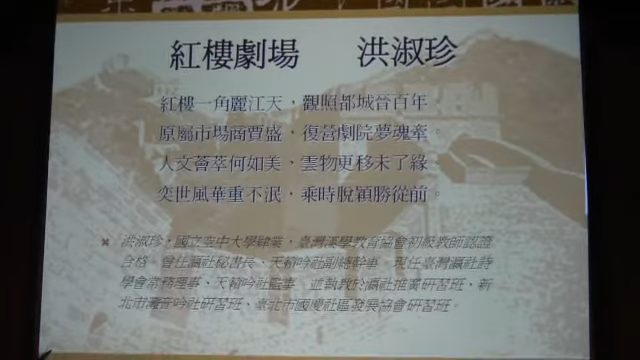 紅樓劇場 洪淑珍
紅樓一角麗江天，觀照都城晉百年。
原屬市場商賈盛，復營劇院夢魂牽。
人文薈萃何如美，雲物更移未了緣。
奕世風華重不泯，乘時脫穎勝從前。
洪淑珍，國立空中大學肄業，臺灣漢學教育協會初級教師認證
合格。曾任瀛社秘書長、天籟吟社副總幹事。現任臺灣瀛社詩
學會常務理事、天籟吟社監事，並執教於瀛社推廣研習班、新
北市灘音吟社研習班、臺北市國慶社區發展協會研習班。